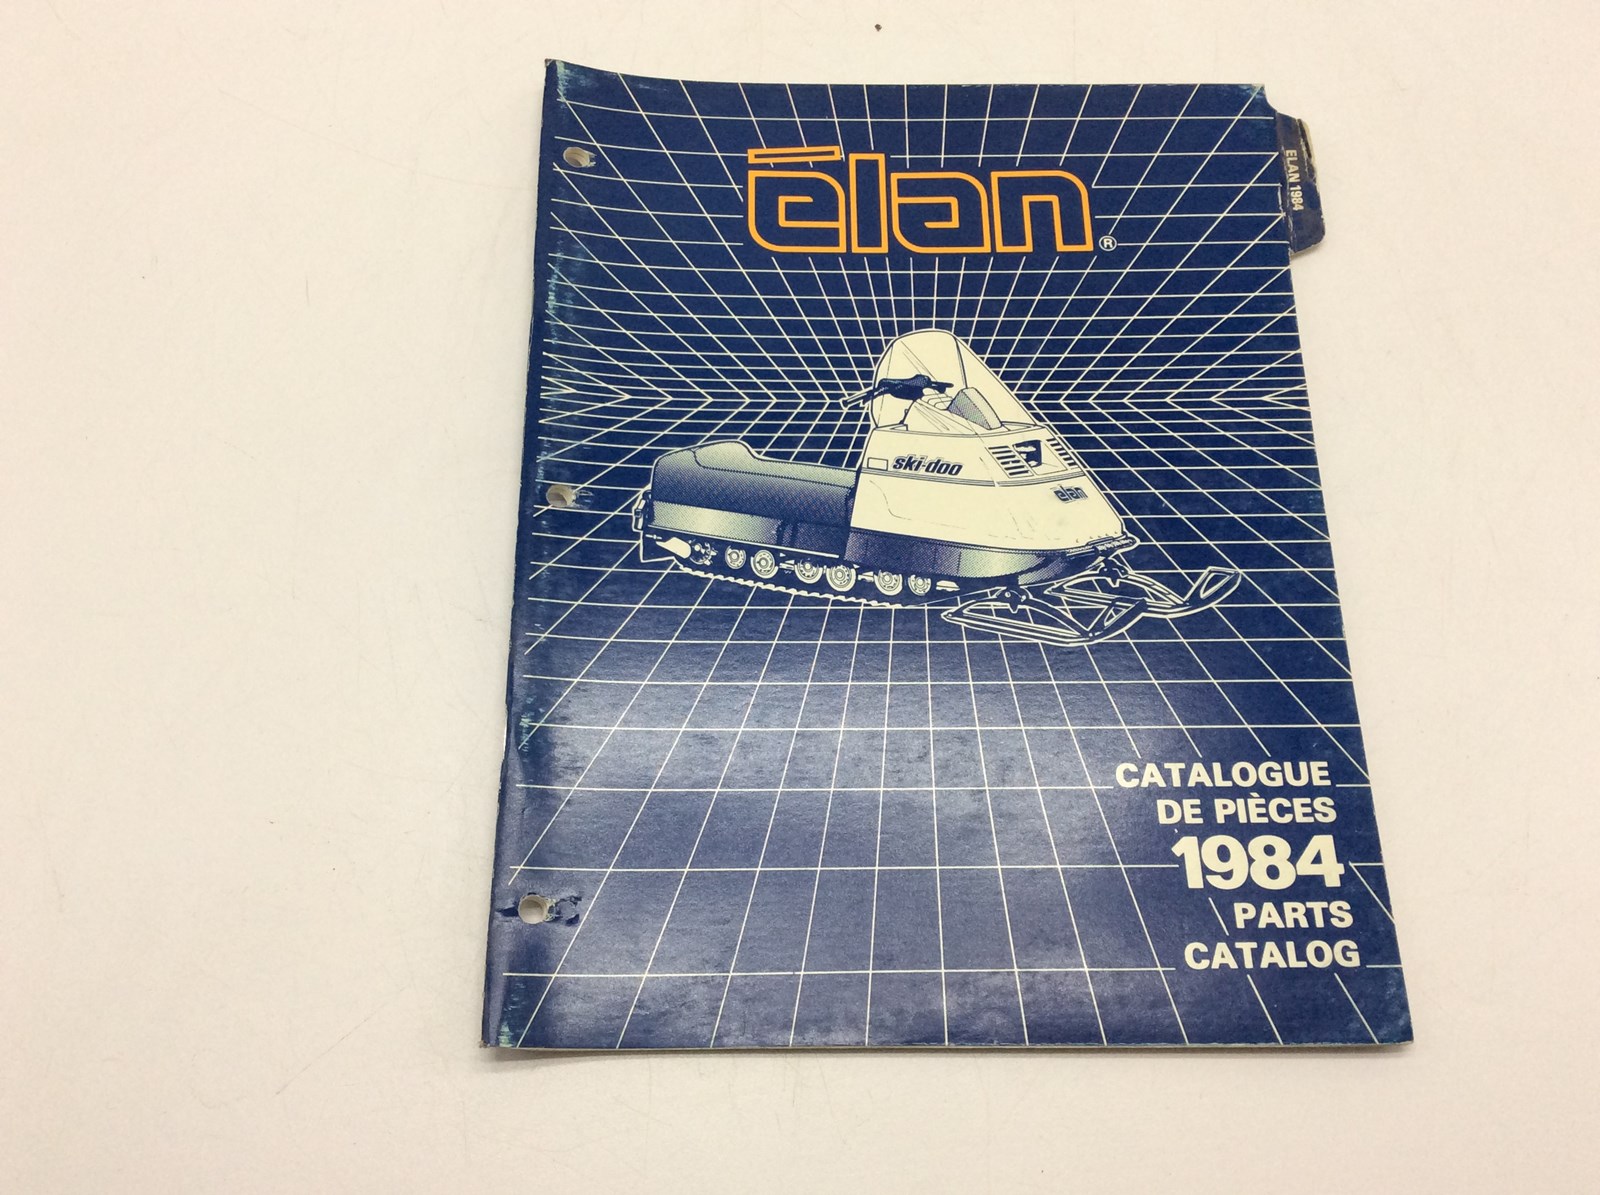 élan®
ELAN 1984
ski-doo
élan
CATALOGUE
DE PIÈCES
1984
PARTS
CATALOG